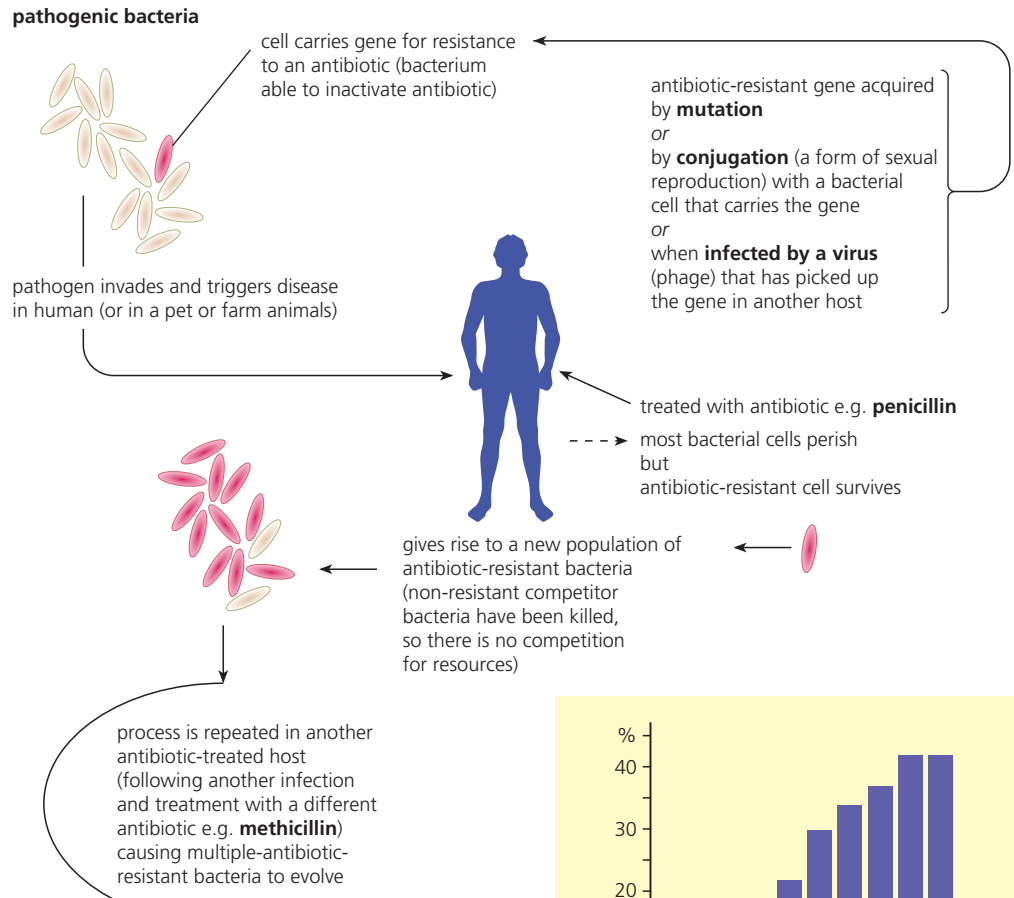 pathogenic bacteria
cell carries gene for resistance
to an antibiotic (bacterium
able to inactivate antibiotic)
antibiotic-resistant gene acquired
by mutation
or
by conjugation (a form of sexual
reproduction) with a bacterial
cell that carries the gene
or
when infected by a virus
(phage) that has picked up
the gene in another host
pathogen invades and triggers disease
in human (or in a pet or farm animals)
treated with antibiotic e.g. penicillin
most bacterial cells perish
but
antibiotic-resistant cell survives
gives rise to a new population of
antibiotic-resistant bacteria
(non-resistant competitor
bacteria have been killed,
so there is no competition
for resources)
process is repeated in another
antibiotic-treated host
(following another infection
and treatment with a different
antibiotic e.g. methicillin)
causing multiple-antibiotic-
resistant bacteria to evolve
%
40
30
20